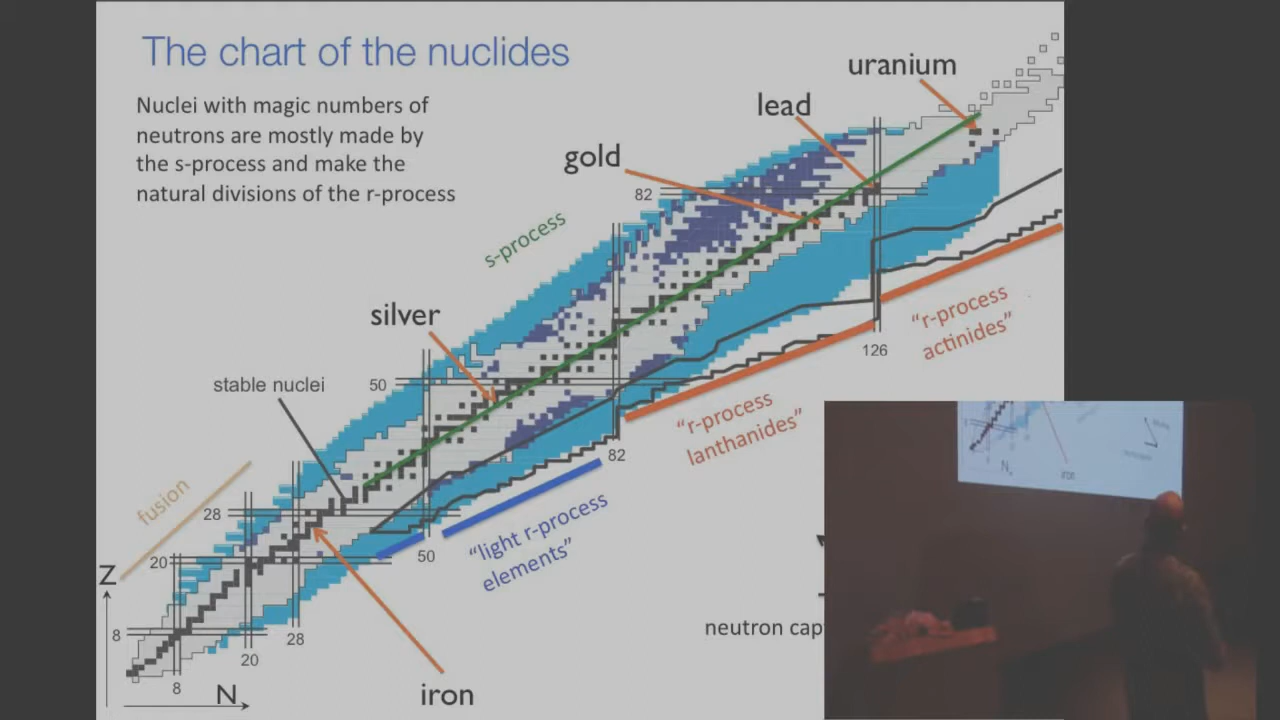 The chart of the nuclides
Nuclei with magic numbers of
neutrons are mostly made by
the s-process and make the
natural divisions of the r-process
uranium
lead
gold
82
s-process
silver
stable nuclei
50
"r-process
actinides"
126
"r-process
lanthanides"
82
fusion
28
50
"light r-process
elements"
Z
20
8
28
20
8
N
iron
neutron cap
N
iron